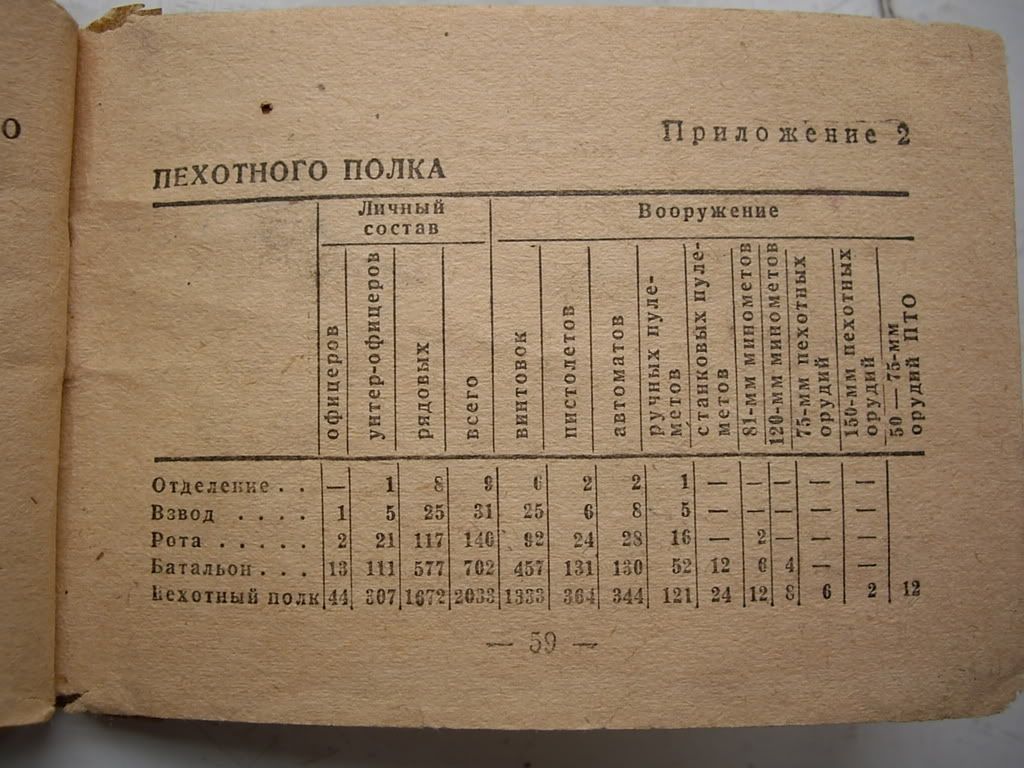 О
Приложение 2
ПЕХОТНОГО ПОЛКА
Личный состав
Вооружение
офицеров
унтер-офицеров
рядовых
всего
винтовок
пистолетов
автоматов
ручных пуле-
метов
станковых пуле-
метов
81-мм минометов
120-мм минометов
75-мм пехотных
орудий
150-мм пехотных
орудий
50—75-мм
орудий ПТО
Отделение . . — 1 8 9 6 2 2 1 — — — — —
Взвод . . . . 1 5 25 31 25 6 8 5 — — — — —
Рота . . . . . 2 21 117 140 92 24 28 16 — 2 — — —
Батальон . . . 13 111 577 702 457 131 130 52 12 6 4 — —
Пехотный полк 44 307 1672 2033 1333 364 344 121 24 12 8 6 2 12
— 59 —